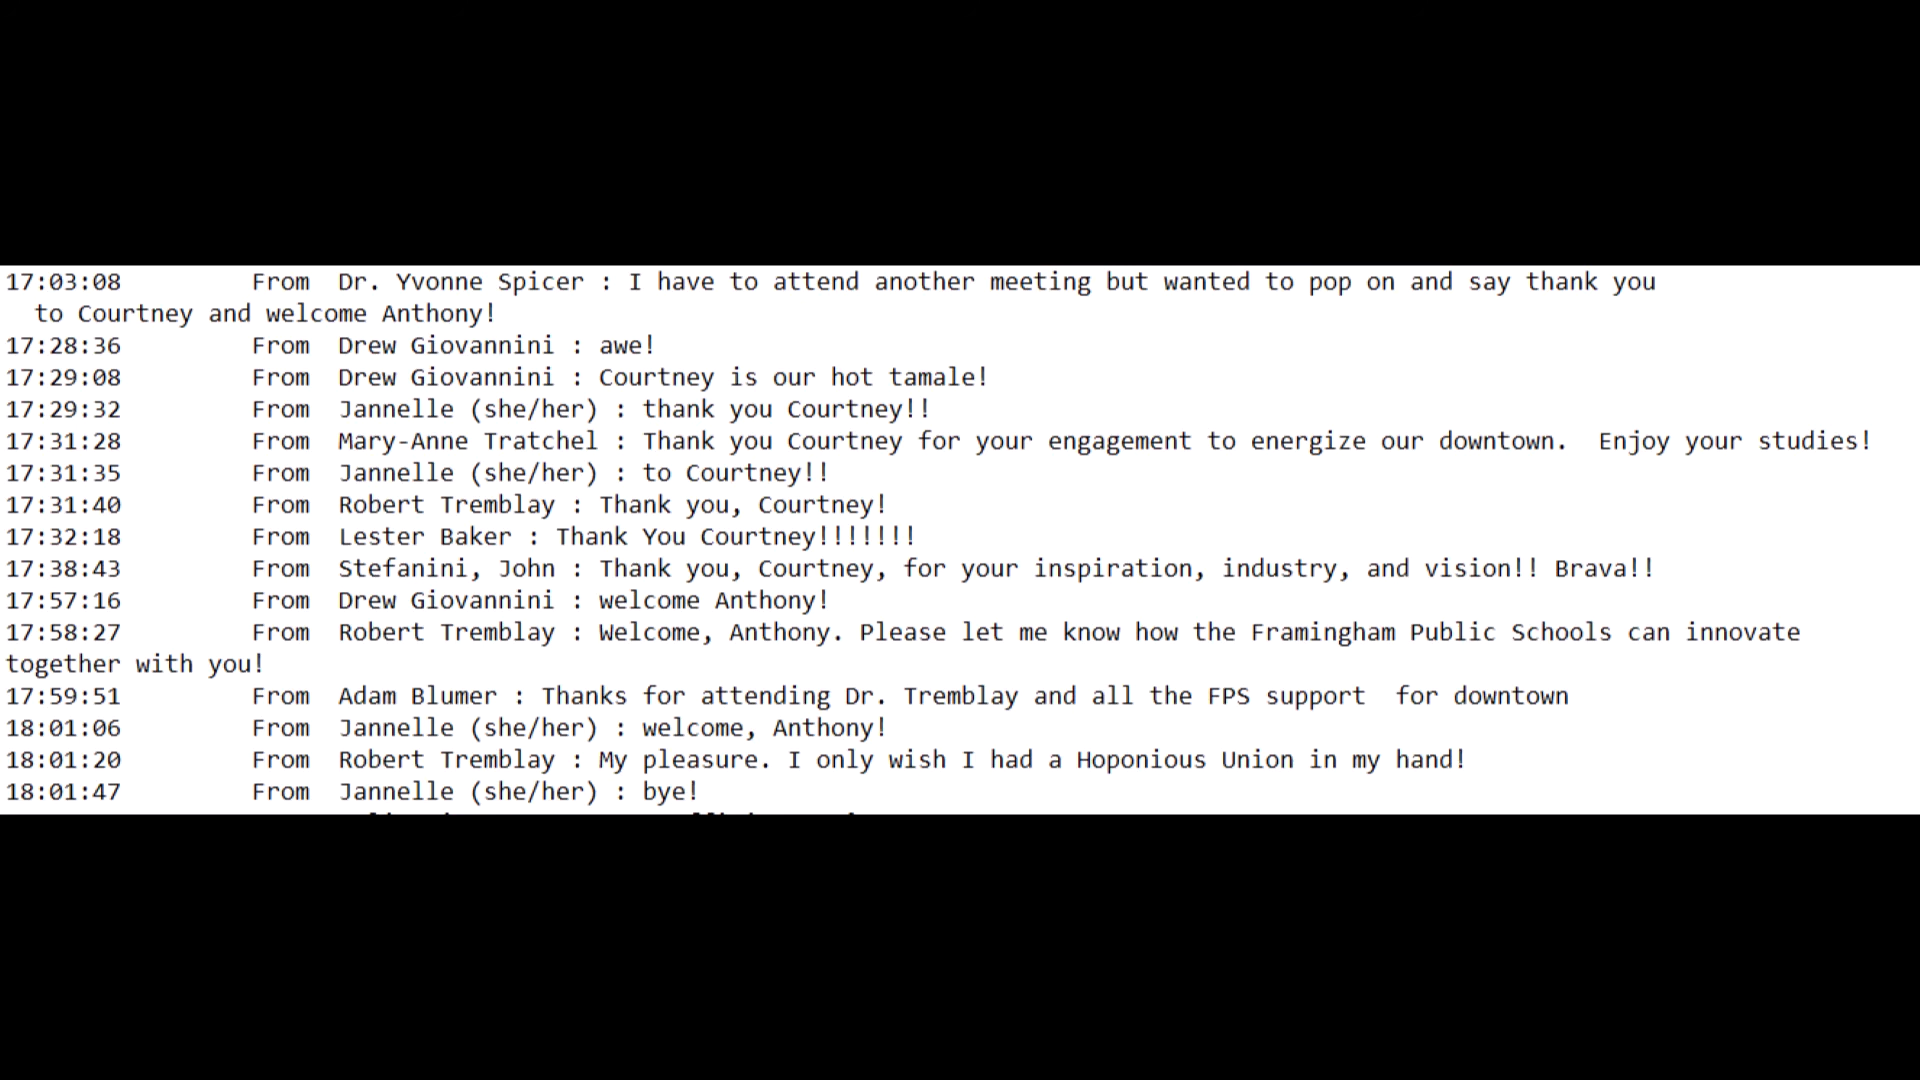 17:03:08 From Dr. Yvonne Spicer : I have to attend another meeting but wanted to pop on and say thank you
to Courtney and welcome Anthony!
17:28:36 From Drew Giovannini : awe!
17:29:08 From Drew Giovannini : Courtney is our hot tamale!
17:29:32 From Jannelle (she/her) : thank you Courtney!!
17:31:28 From Mary-Anne Tratchel : Thank you Courtney for your engagement to energize our downtown. Enjoy your studies!
17:31:35 From Jannelle (she/her) : to Courtney!!
17:31:40 From Robert Tremblay : Thank you, Courtney!
17:32:18 From Lester Baker : Thank You Courtney!!!!!!!
17:38:43 From Stefanini, John : Thank you, Courtney, for your inspiration, industry, and vision!! Brava!!
17:57:16 From Drew Giovannini : welcome Anthony!
17:58:27 From Robert Tremblay : Welcome, Anthony. Please let me know how the Framingham Public Schools can innovate
together with you!
17:59:51 From Adam Blumer : Thanks for attending Dr. Tremblay and all the FPS support for downtown
18:01:06 From Jannelle (she/her) : welcome, Anthony!
18:01:20 From Robert Tremblay : My pleasure. I only wish I had a Hoponious Union in my hand!
18:01:47 From Jannelle (she/her) : bye!